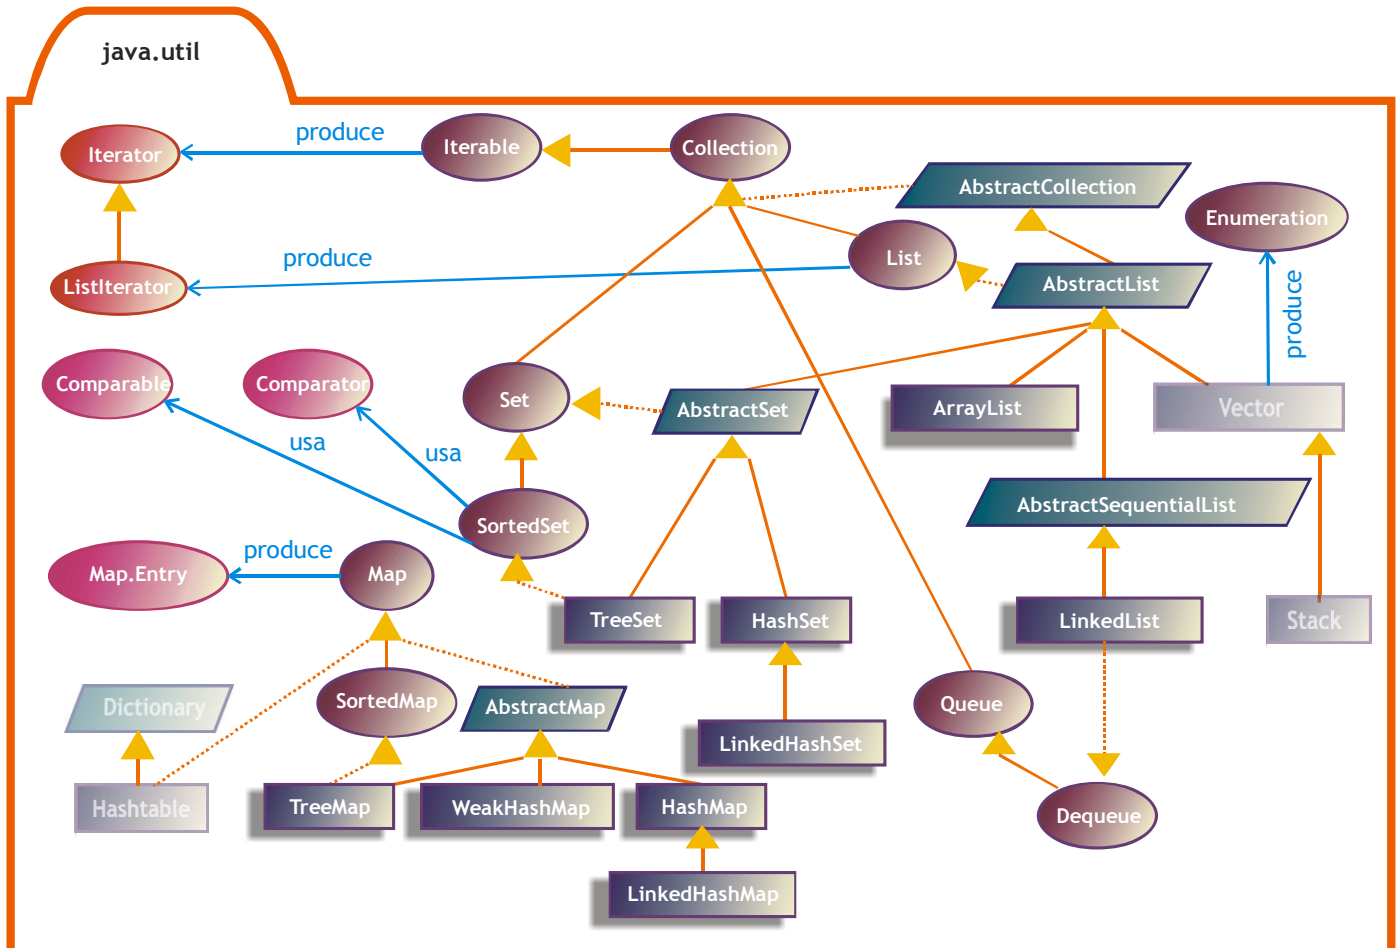 java.util
Iterator
produce
Iterable
Collection
AbstractCollection
Enumeration
produce
List
ListIterator
AbstractList
produce
Comparable
Comparator
Set
AbstractSet
ArrayList
Vector
usa
usa
SortedSet
AbstractSequentialList
Map.Entry
produce
Map
TreeSet
HashSet
LinkedList
Stack
Dictionary
SortedMap
AbstractMap
Queue
LinkedHashSet
Hashtable
TreeMap
WeakHashMap
HashMap
Dequeue
LinkedHashMap